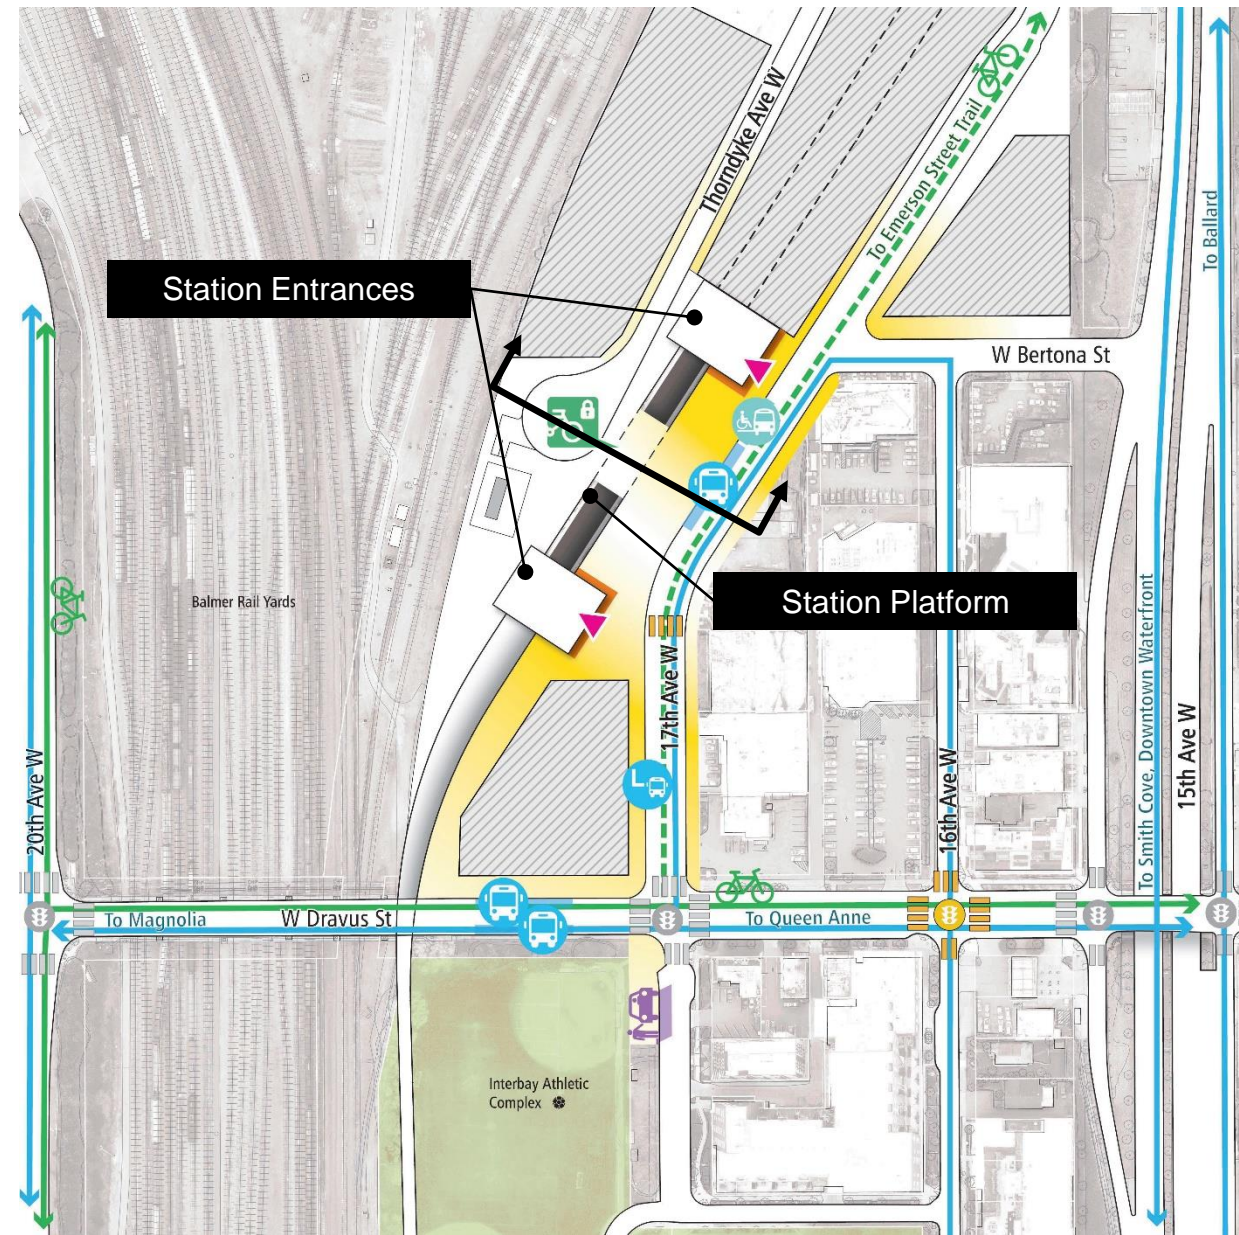 Thorndyke Ave W
To Emerson Street Trail
To Ballard
Station Entrances
W Bertona St
Station Platform
Balmer Rail Yards
20th Ave W
17th Ave W
16th Ave W
To Smith Cove, Downtown Waterfront
15th Ave W
L
To Magnolia
W Dravus St
To Queen Anne
Interbay Athletic
Complex